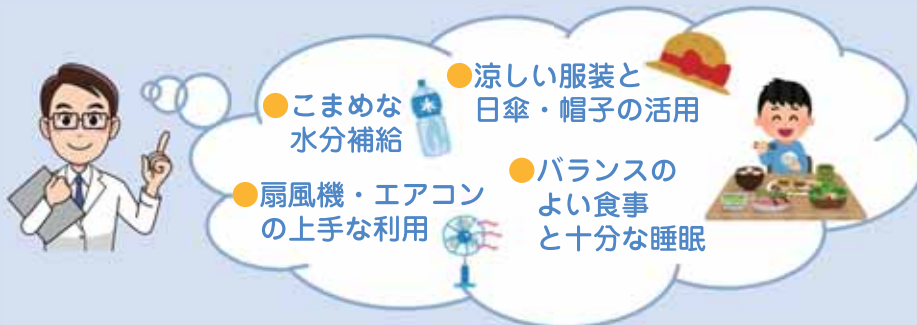 ●こまめな
水分補給
水
●涼しい服装と
日傘・帽子の活用
●扇風機・エアコン
の上手な利用
●バランスの
よい食事
と十分な睡眠